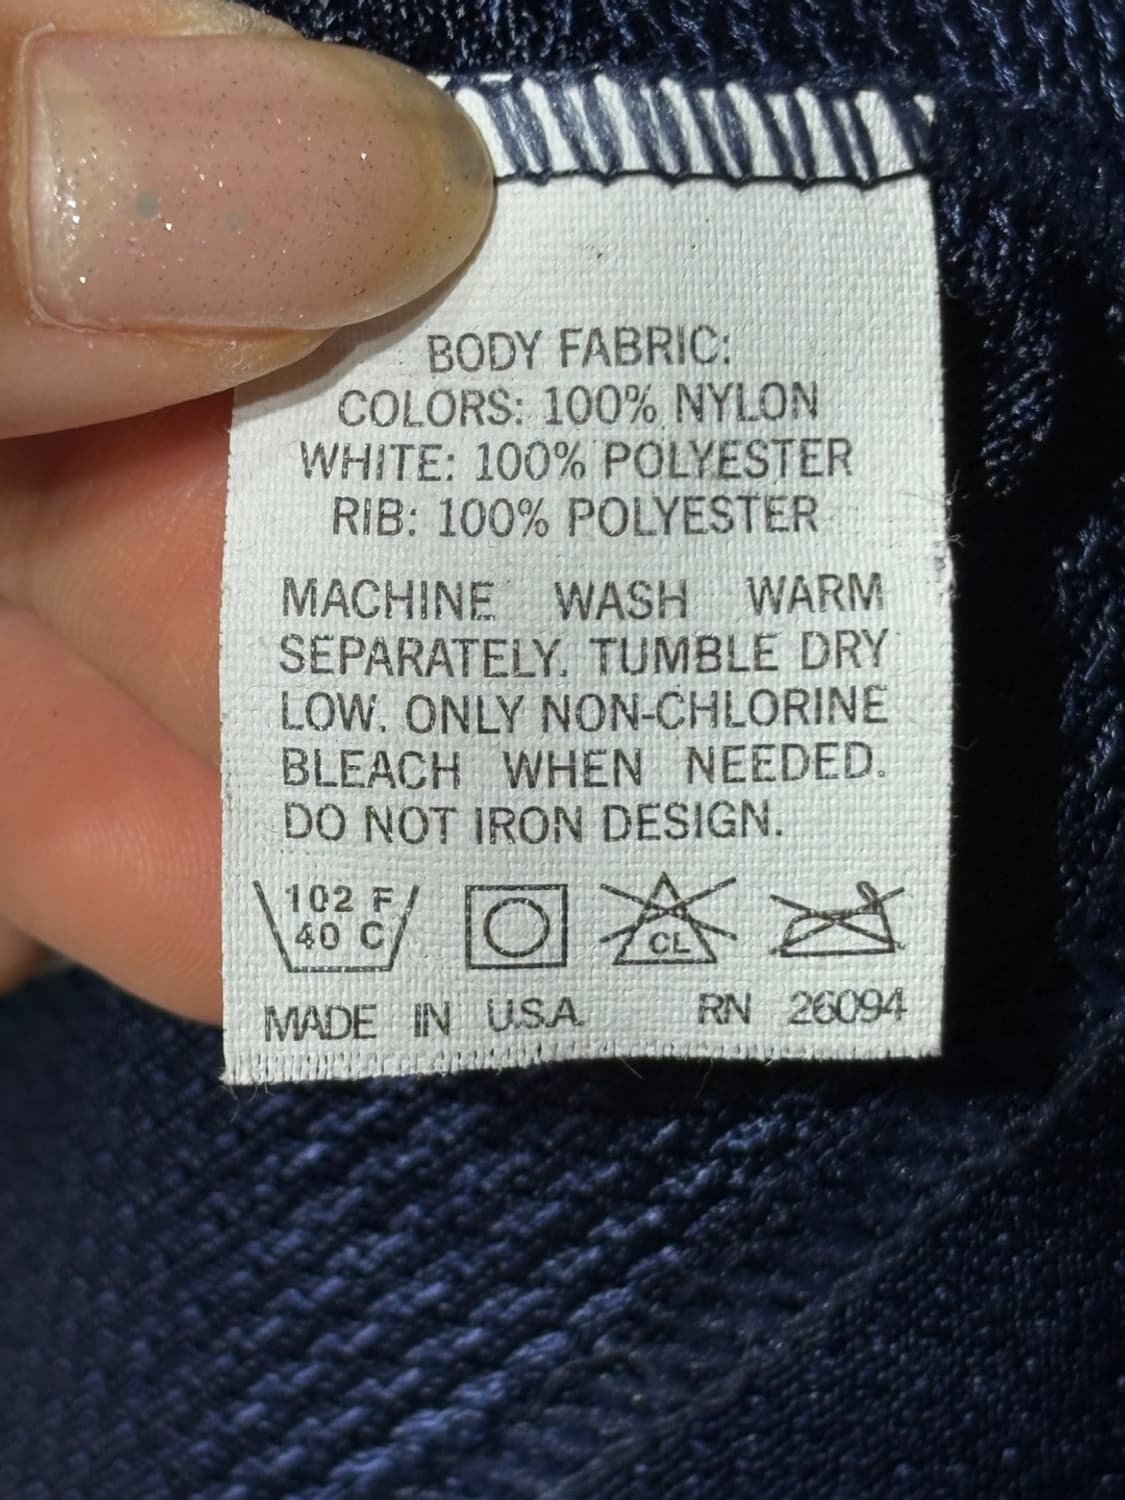 BODY FABRIC:
COLORS: 100% NYLON
WHITE: 100% POLYESTER
RIB: 100% POLYESTER
MACHINE WASH WARM
SEPARATELY. TUMBLE DRY
LOW. ONLY NON-CHLORINE
BLEACH WHEN NEEDED.
DO NOT IRON DESIGN.
102 F
40 C
CL
MADE IN U.S.A. RN 26094